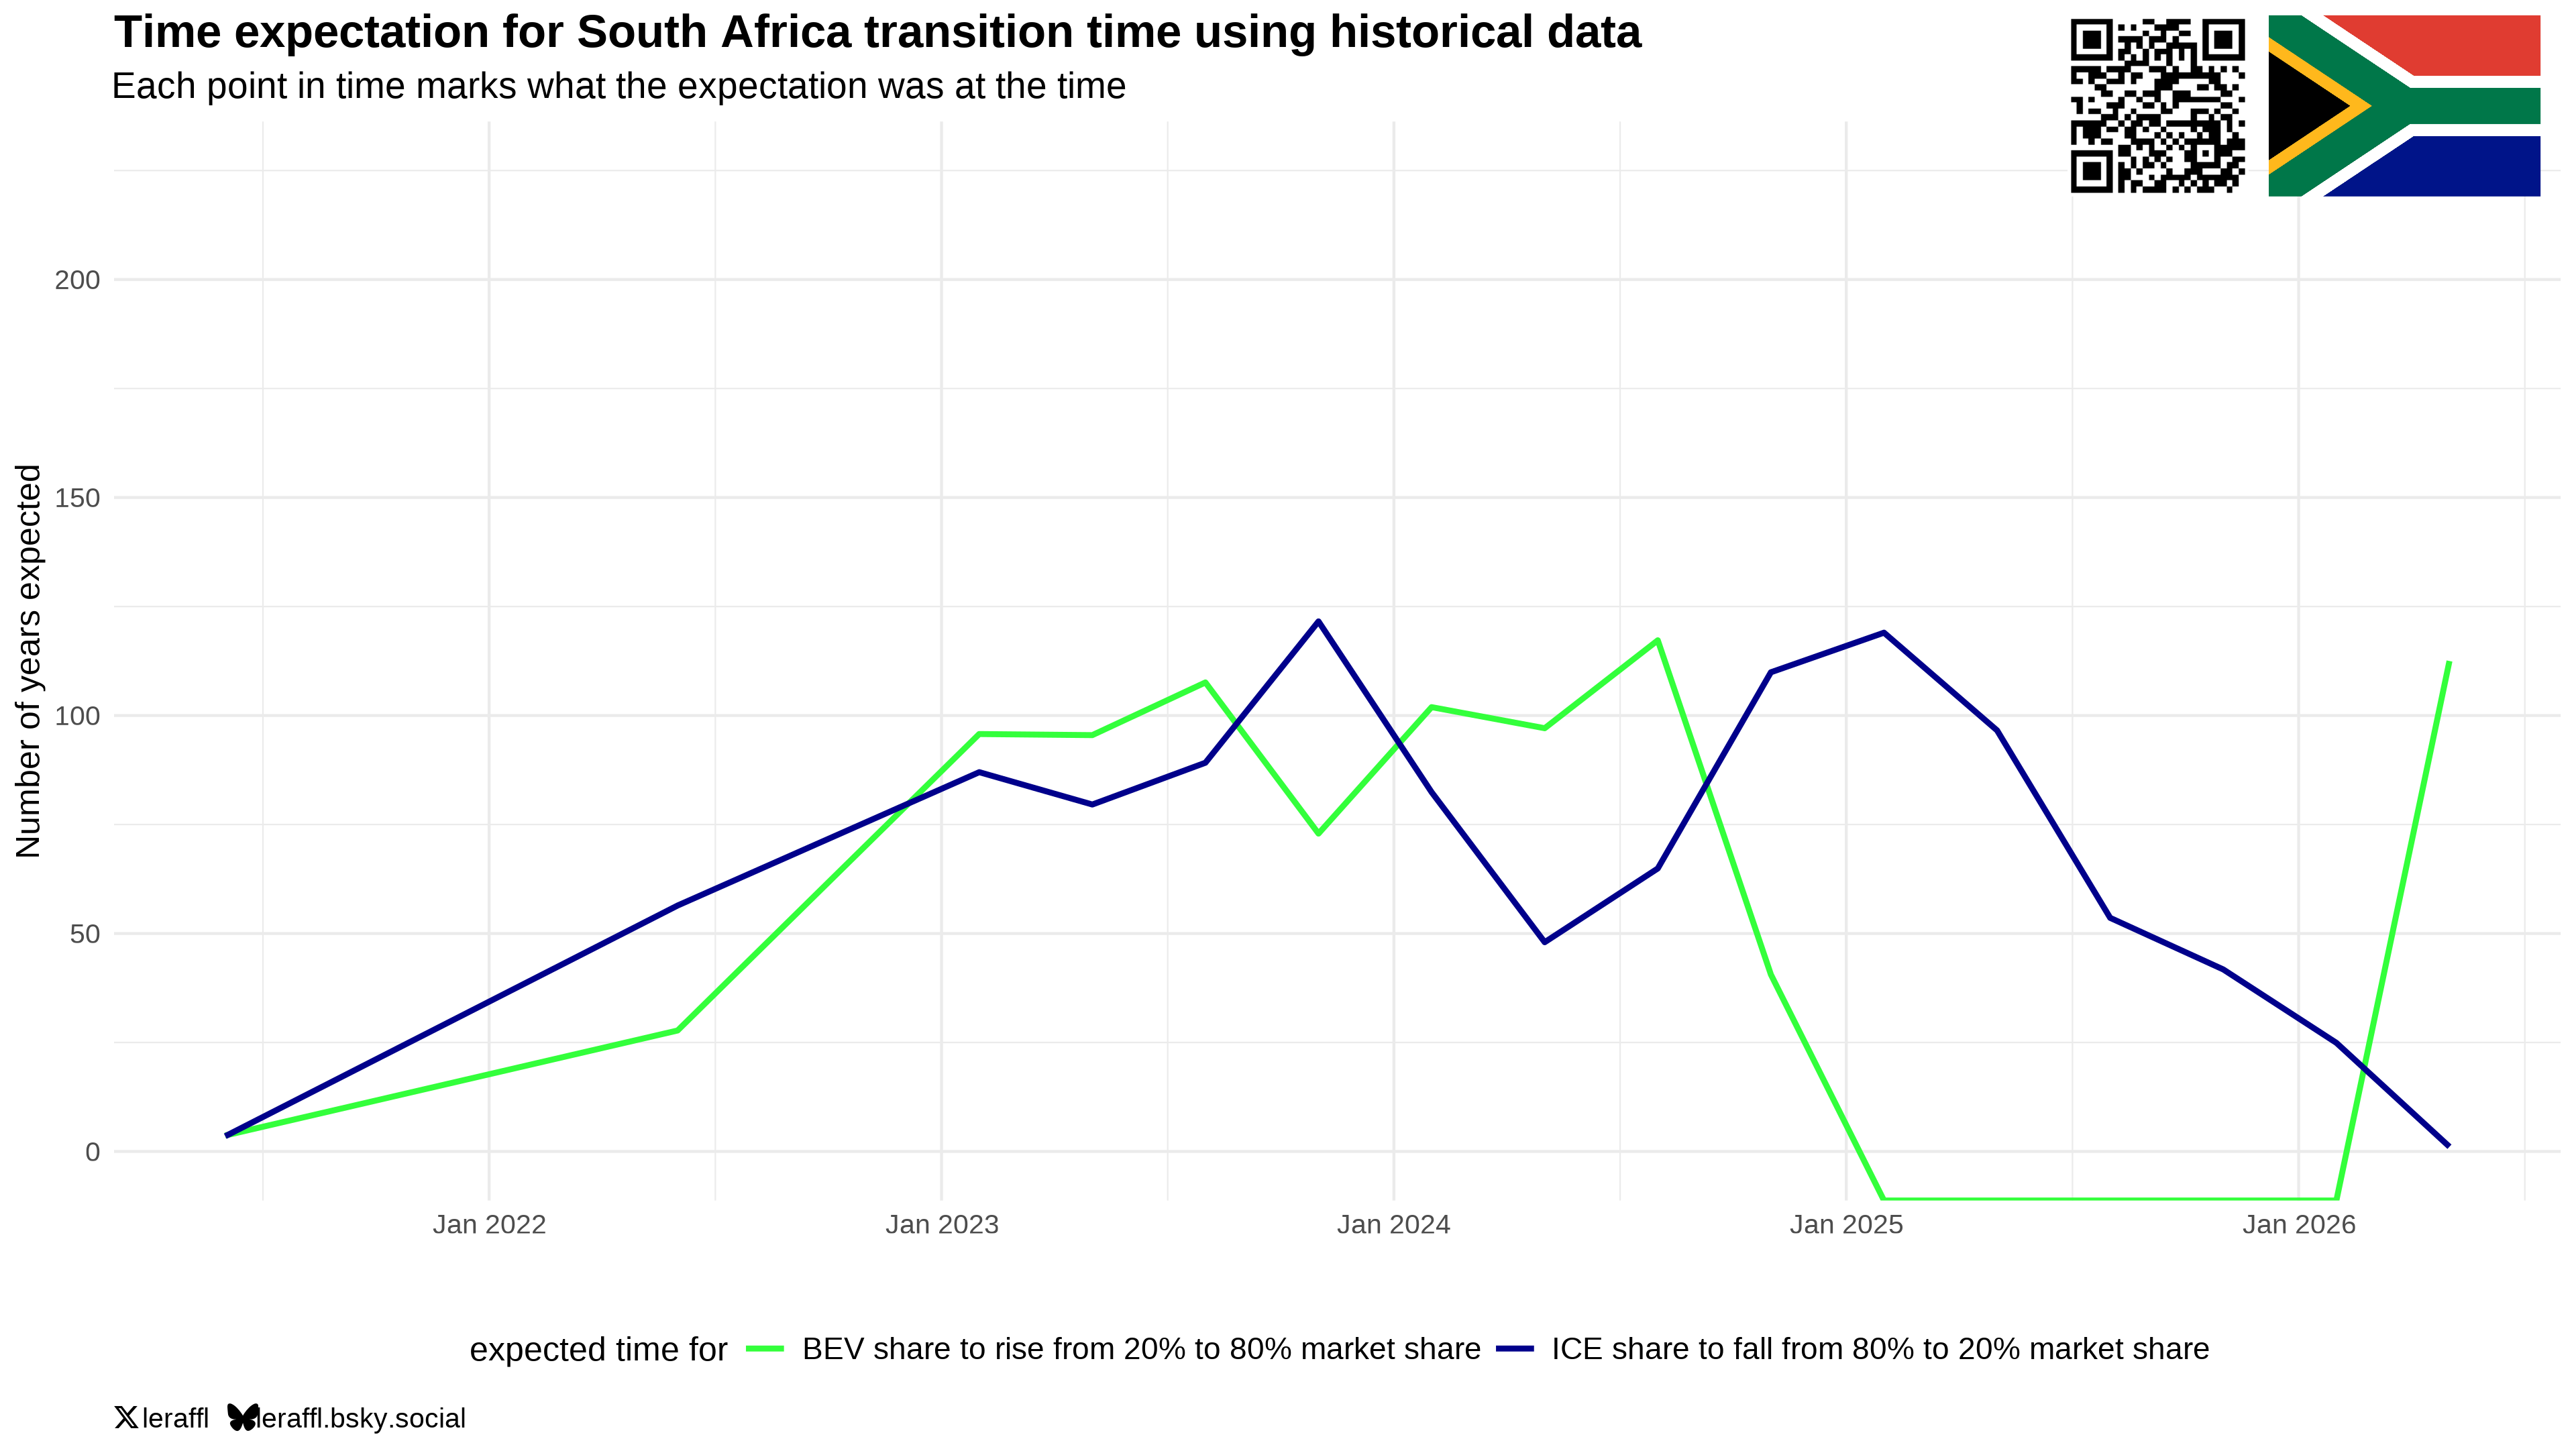 Time expectation for South Africa transition time using historical data
Each point in time marks what the expectation was at the time
Number of years expected
200
150
100
50
0
Jan 2022 Jan 2023 Jan 2024 Jan 2025 Jan 2026
expected time for BEV share to rise from 20% to 80% market share ICE share to fall from 80% to 20% market share
leraffl leraffl.bsky.social